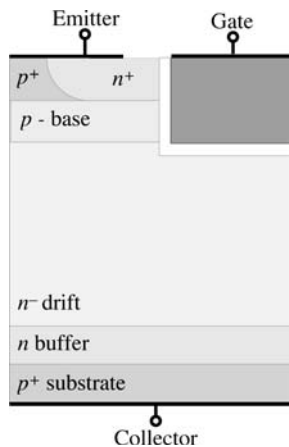 Emitter
Gate
p+
n+
p - base
n− drift
n buffer
p+ substrate
Collector